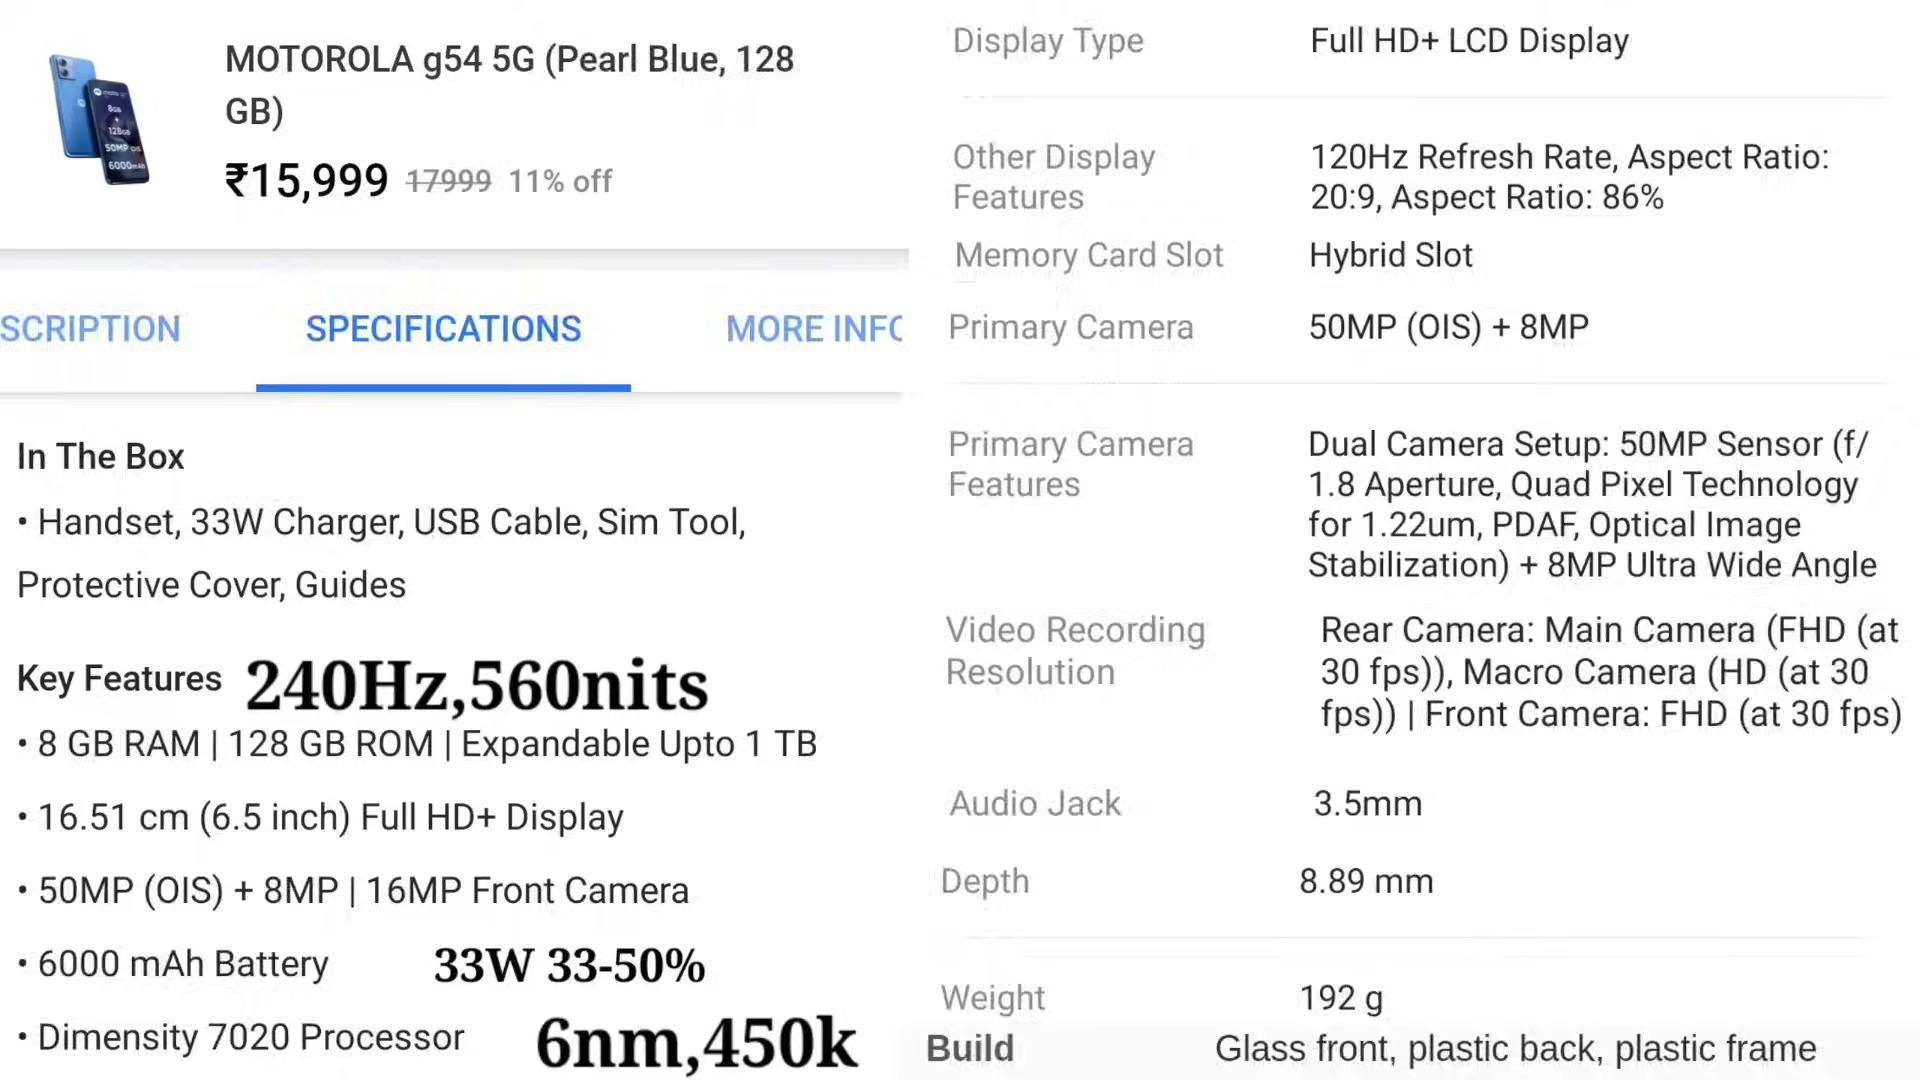 MOTOROLA g54 5G (Pearl Blue, 128
GB)
₹15,999 17999 11% off
8GB
+
128GB
50MP OIS
6000mAh
SCRIPTION SPECIFICATIONS MORE INFO
In The Box
• Handset, 33W Charger, USB Cable, Sim Tool,
Protective Cover, Guides
Key Features 240Hz,560nits
• 8 GB RAM | 128 GB ROM | Expandable Upto 1 TB
• 16.51 cm (6.5 inch) Full HD+ Display
• 50MP (OIS) + 8MP | 16MP Front Camera
• 6000 mAh Battery 33W 33-50%
• Dimensity 7020 Processor 6nm,450k
Display Type Full HD+ LCD Display
Other Display 120Hz Refresh Rate, Aspect Ratio:
Features 20:9, Aspect Ratio: 86%
Memory Card Slot Hybrid Slot
Primary Camera 50MP (OIS) + 8MP
Primary Camera Dual Camera Setup: 50MP Sensor (f/
Features 1.8 Aperture, Quad Pixel Technology
for 1.22um, PDAF, Optical Image
Stabilization) + 8MP Ultra Wide Angle
Video Recording Rear Camera: Main Camera (FHD (at
Resolution 30 fps)), Macro Camera (HD (at 30
fps)) | Front Camera: FHD (at 30 fps)
Audio Jack 3.5mm
Depth 8.89 mm
Weight 192 g
Build Glass front, plastic back, plastic frame